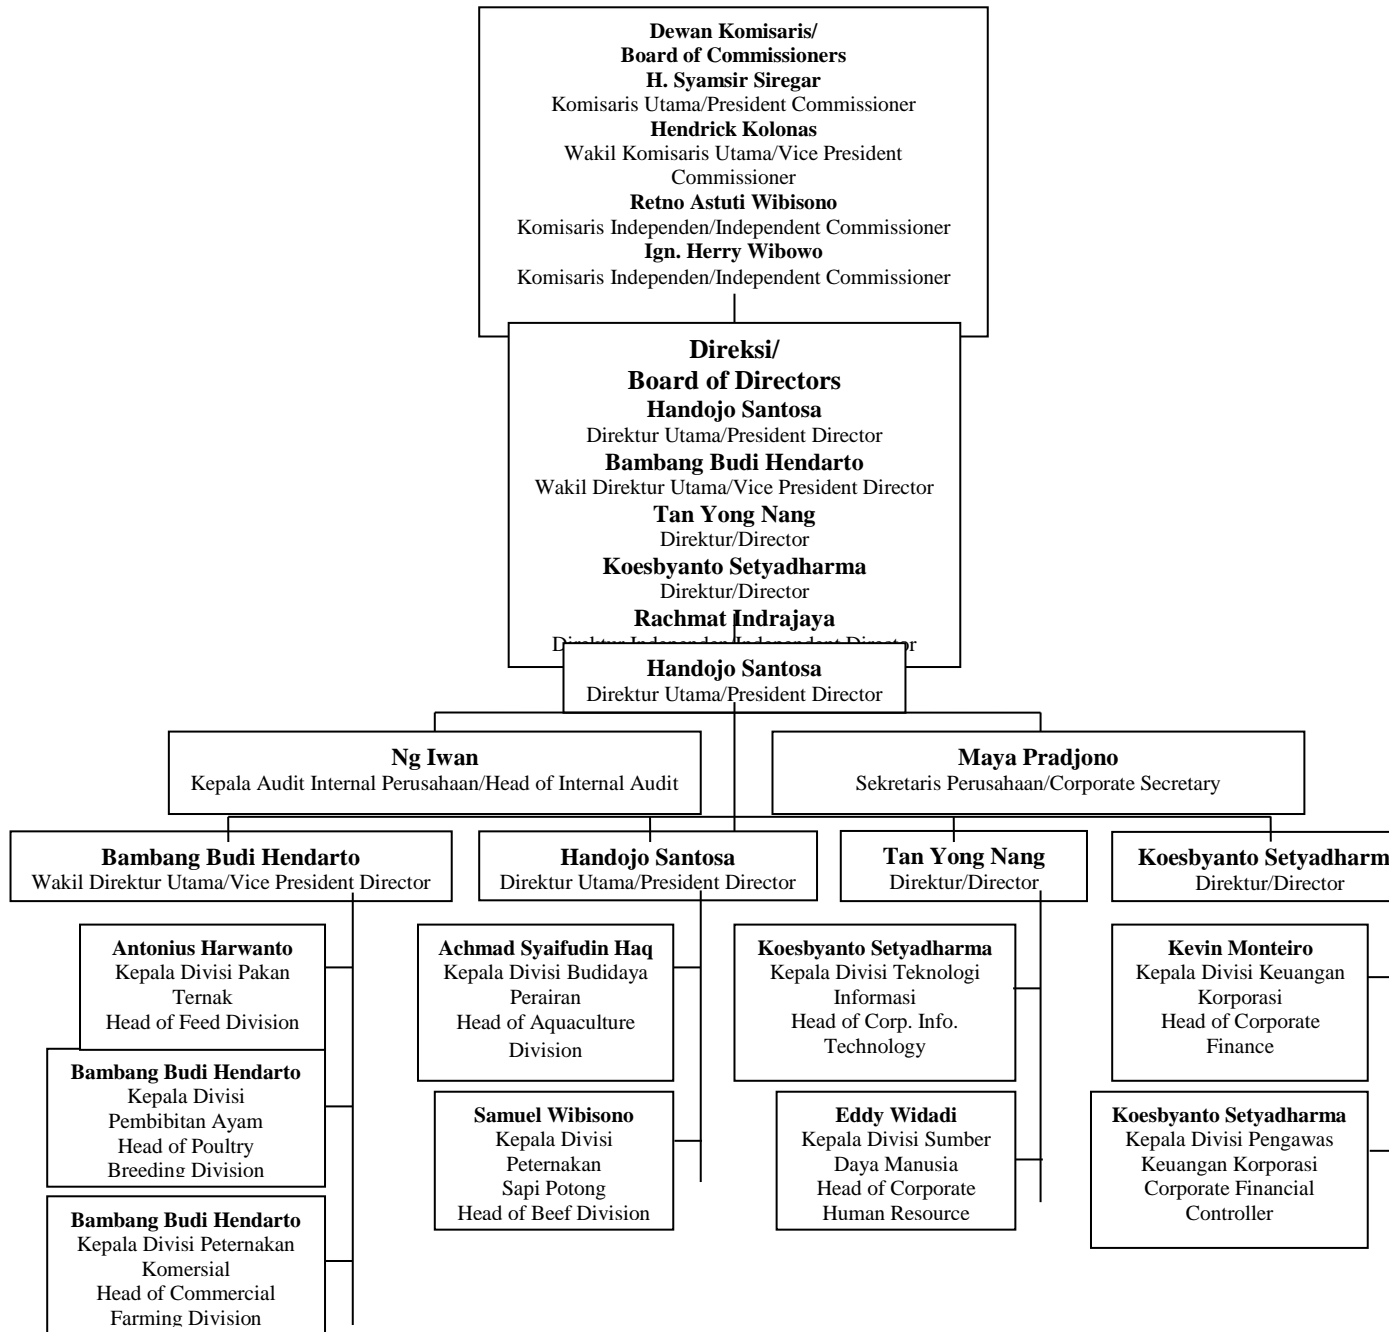 Dewan Komisaris/
Board of Commissioners
H. Syamsir Siregar
Komisaris Utama/President Commissioner
Hendrick Kolonas
Wakil Komisaris Utama/Vice President
Commissioner
Retno Astuti Wibisono
Komisaris Independen/Independent Commissioner
Ign. Herry Wibowo
Komisaris Independen/Independent Commissioner
Direksi/
Board of Directors
Handojo Santosa
Direktur Utama/President Director
Bambang Budi Hendarto
Wakil Direktur Utama/Vice President Director
Tan Yong Nang
Direktur/Director
Koesbyanto Setyadharma
Direktur/Director
Rachmat Indrajaya
Direktur Independen/Independent Director
Handojo Santosa
Direktur Utama/President Director
Ng Iwan
Kepala Audit Internal Perusahaan/Head of Internal Audit
Maya Pradjono
Sekretaris Perusahaan/Corporate Secretary
Bambang Budi Hendarto
Wakil Direktur Utama/Vice President Director
Handojo Santosa
Direktur Utama/President Director
Tan Yong Nang
Direktur/Director
Koesbyanto Setyadharm
Direktur/Director
Antonius Harwanto
Kepala Divisi Pakan
Ternak
Head of Feed Division
Bambang Budi Hendarto
Kepala Divisi
Pembibitan Ayam
Head of Poultry
Breeding Division
Bambang Budi Hendarto
Kepala Divisi Peternakan
Komersial
Head of Commercial
Farming Division
Achmad Syaifudin Haq
Kepala Divisi Budidaya
Perairan
Head of Aquaculture
Division
Samuel Wibisono
Kepala Divisi
Peternakan
Sapi Potong
Head of Beef Division
Koesbyanto Setyadharma
Kepala Divisi Teknologi
Informasi
Head of Corp. Info.
Technology
Eddy Widadi
Kepala Divisi Sumber
Daya Manusia
Head of Corporate
Human Resource
Kevin Monteiro
Kepala Divisi Keuangan
Korporasi
Head of Corporate
Finance
Koesbyanto Setyadharma
Kepala Divisi Pengawas
Keuangan Korporasi
Corporate Financial
Controller